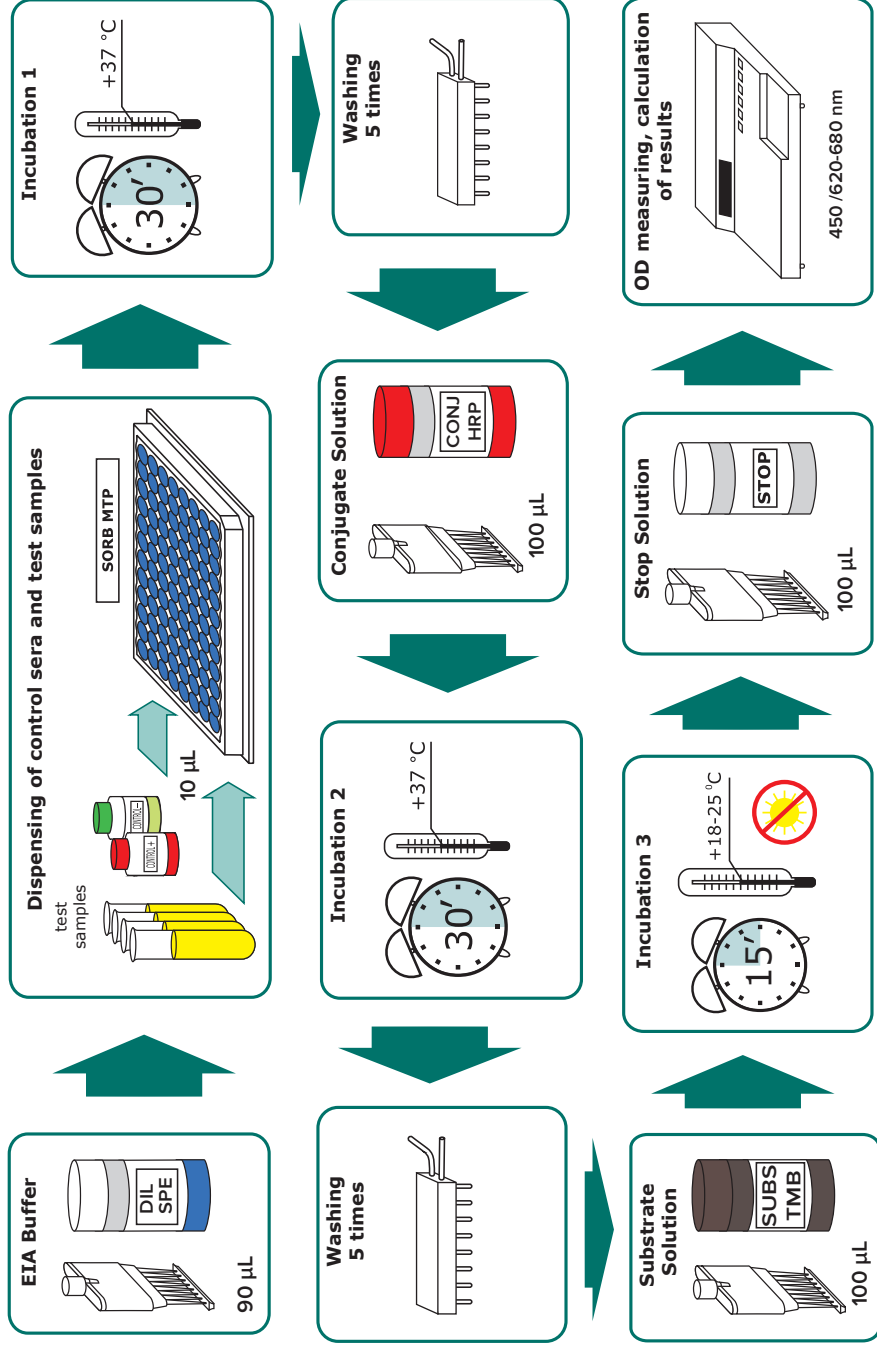 EIA Buffer
DIL
SPE
90 µL
Dispensing of control sera and test samples
test
samples
CONTROL+
CONTROL–
10 µL
SORB MTP
Incubation 1
30′
+37 °C
Washing
5 times
Conjugate Solution
CONJ
HRP
100 µL
Incubation 2
30′
+37 °C
Washing
5 times
Substrate
Solution
SUBS
TMB
100 µL
Incubation 3
15′
+18-25 ⁰C
Stop Solution
STOP
100 µL
OD measuring, calculation
of results
450 /620-680 nm